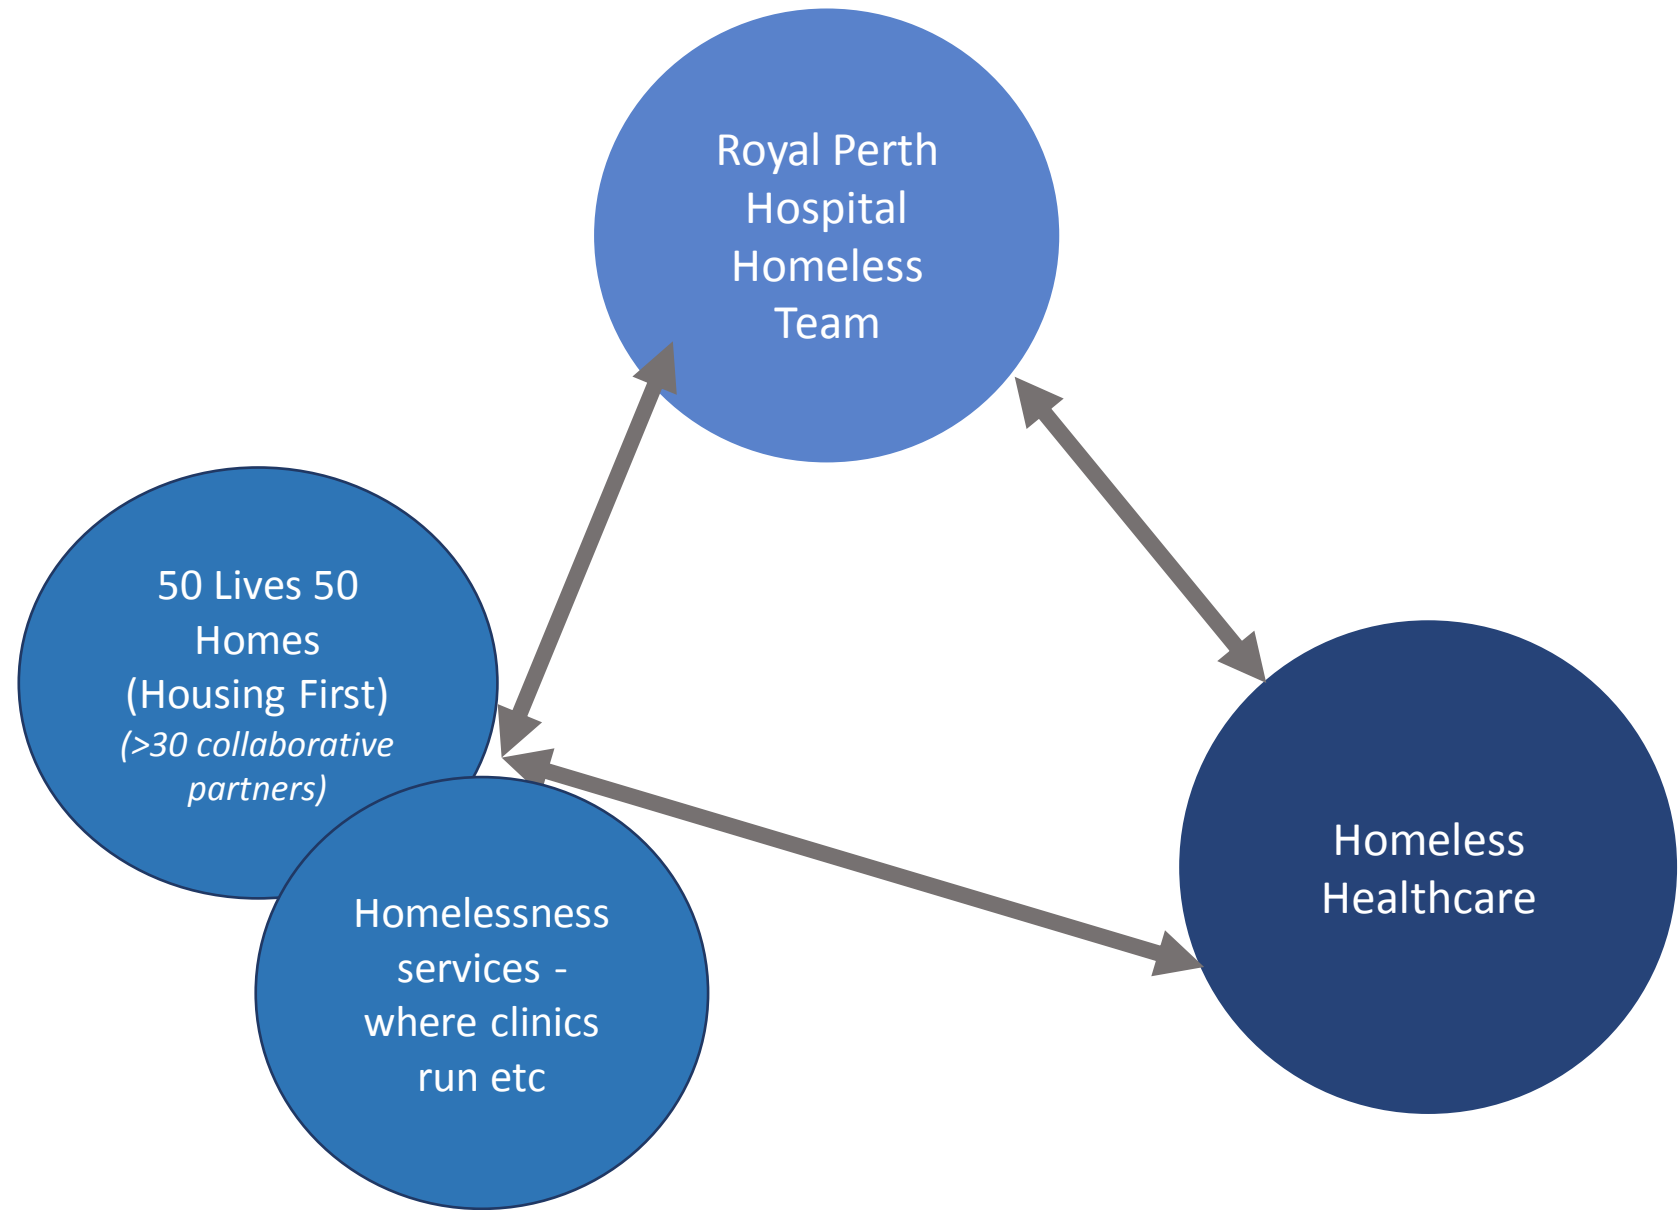 Royal Perth
Hospital
Homeless
Team
50 Lives 50
Homes
(Housing First)
(>30 collaborative
partners)
Homelessness
services -
where clinics
run etc
Homeless
Healthcare